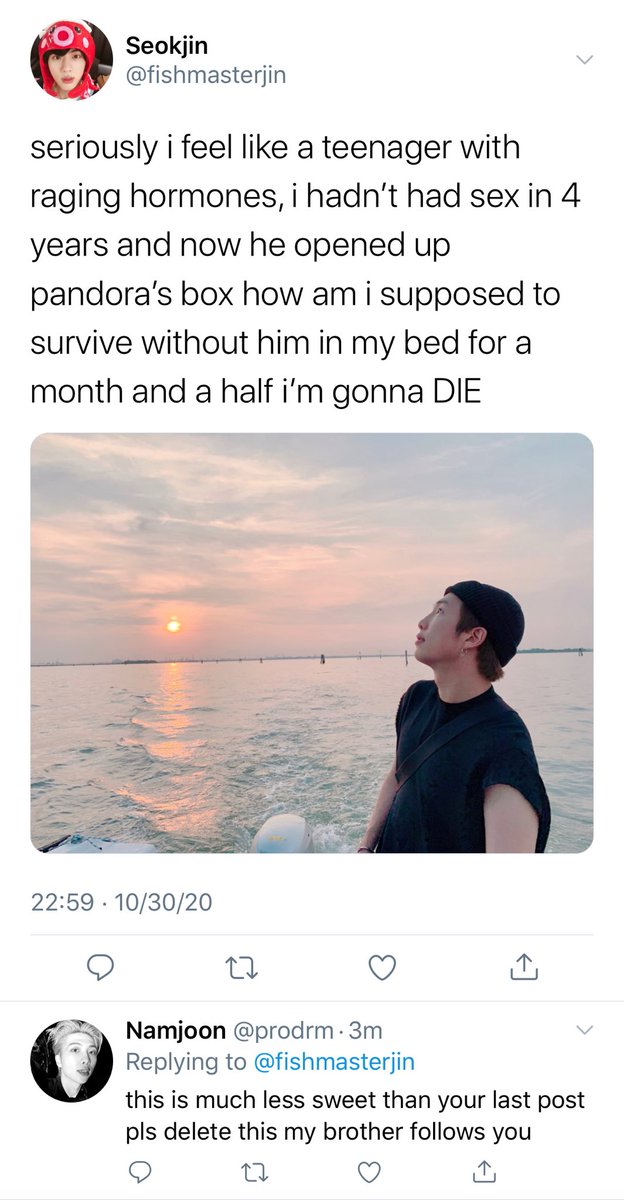 Seokjin
@fishmasterjin
seriously i feel like a teenager with
raging hormones, i hadn’t had sex in 4
years and now he opened up
pandora’s box how am i supposed to
survive without him in my bed for a
month and a half i’m gonna DIE
22:59 · 10/30/20
Namjoon @prodrm · 3m
Replying to @fishmasterjin
this is much less sweet than your last post
pls delete this my brother follows you